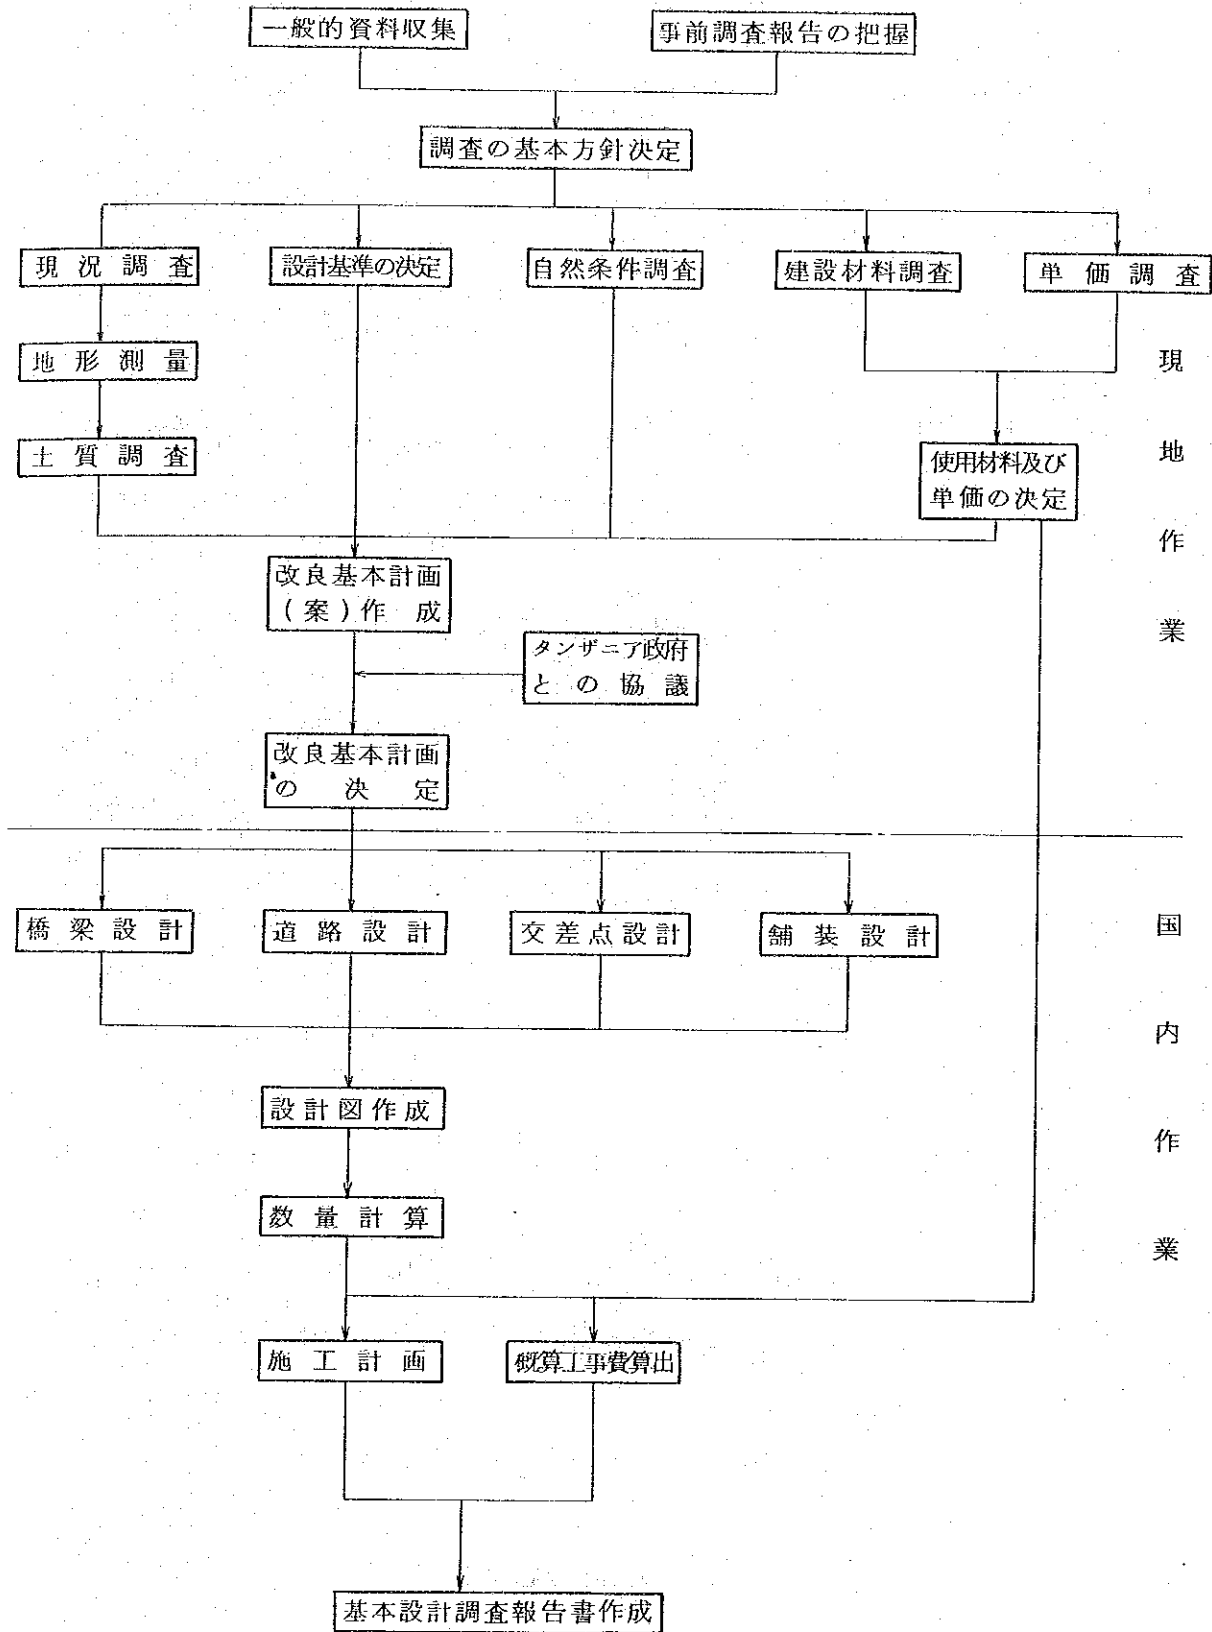 一般的資料収集
事前調査報告の把握
調査の基本方針決定
現況調査
設計基準の決定
自然条件調査
建設材料調査
単価調査
地形測量
土質調査
使用材料及び
単価の決定
現地作業
改良基本計画
(案)作成
タンザニア政府
との協議
改良基本計画
の決定
橋梁設計
道路設計
交差点設計
舗装設計
国内作業
設計図作成
数量計算
施工計画
概算工事費算出
基本設計調査報告書作成